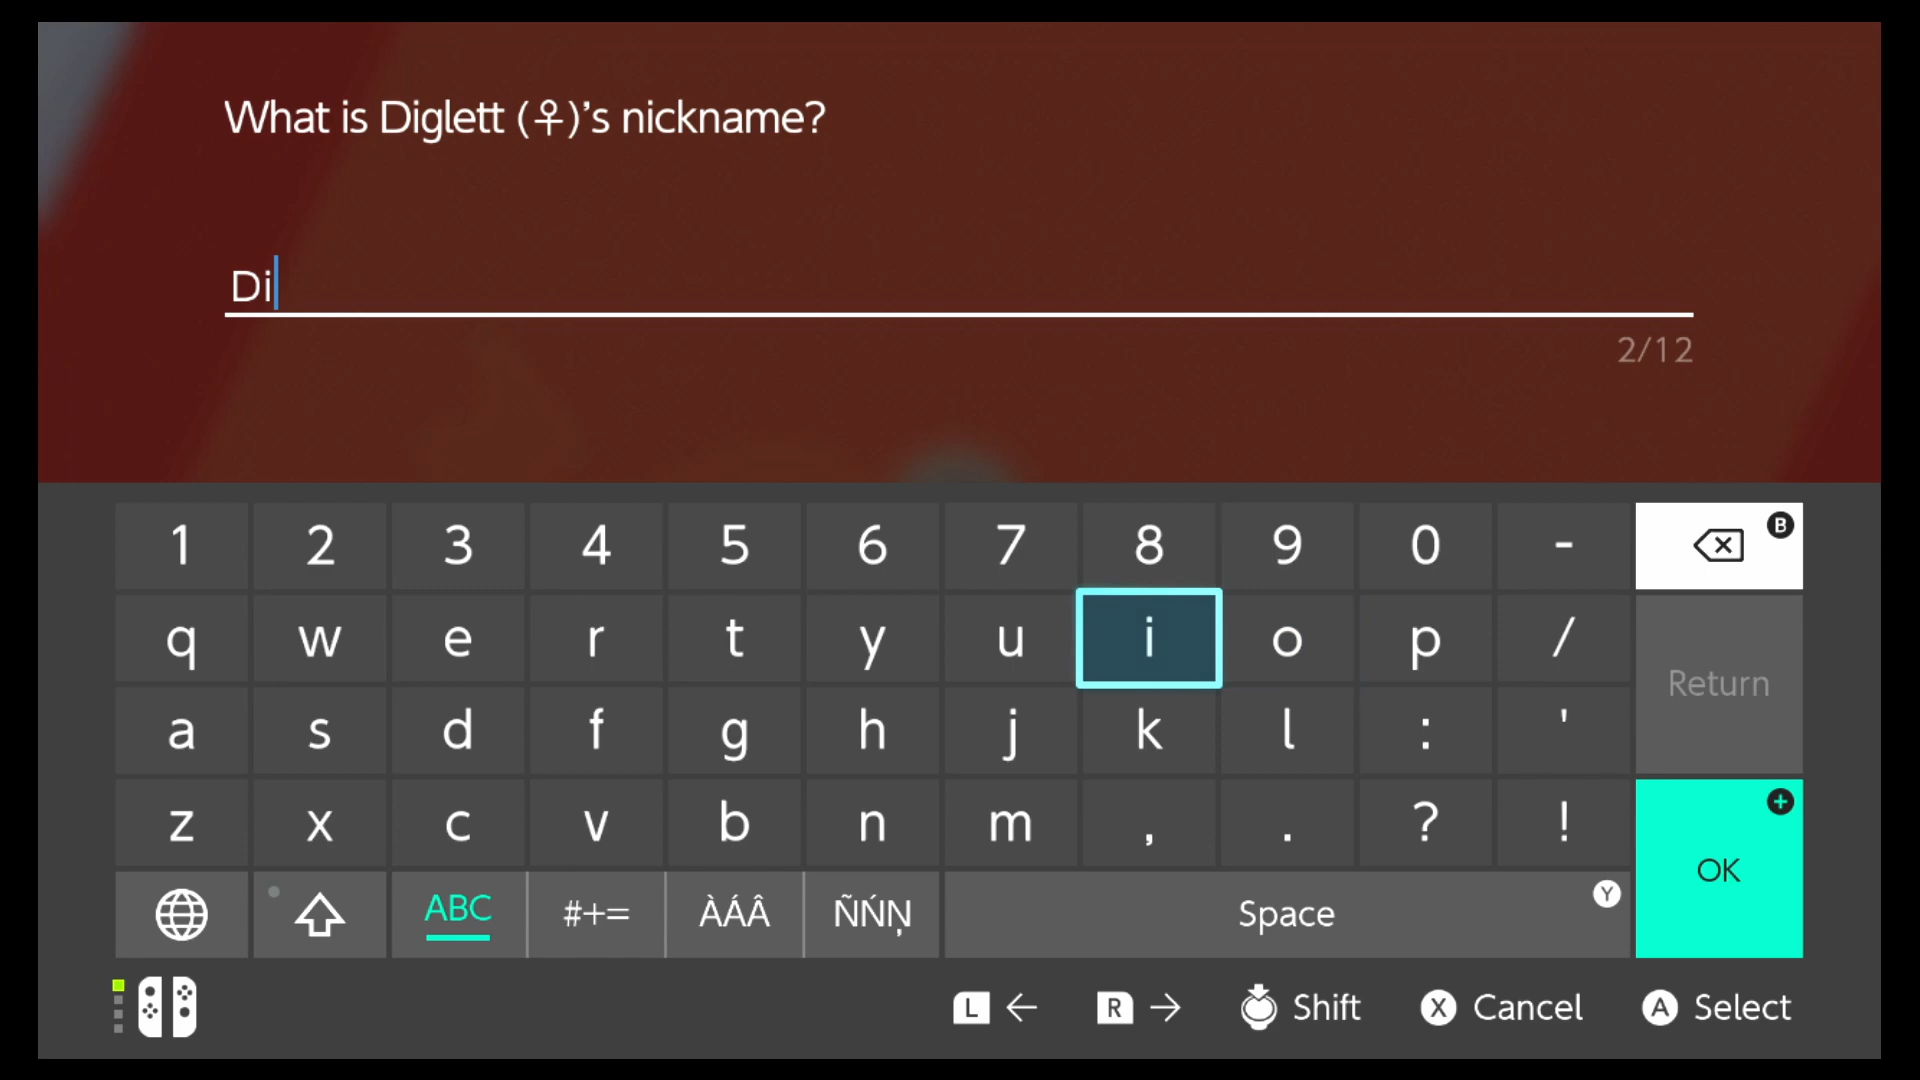 What is Diglett (♀)'s nickname?
Di
2/12
1 2 3 4 5 6 7 8 9 0 - B
q w e r t y u i o p /
Return
a s d f g h j k l : '
z x c v b n m , . ? !
OK
ABC #+= ÀÁÂ ÑŃŅ Space Y
L ← R → Shift X Cancel A Select